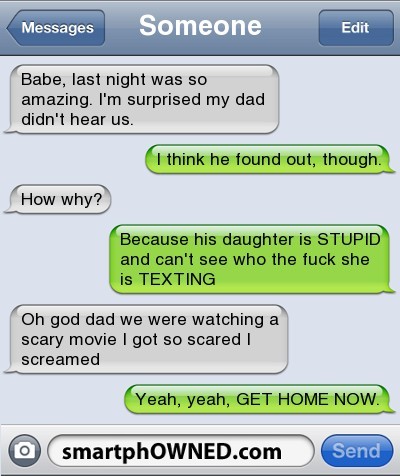 Messages
Someone
Edit
Babe, last night was so
amazing. I'm surprised my dad
didn't hear us.
I think he found out, though.
How why?
Because his daughter is STUPID
and can't see who the fuck she
is TEXTING
Oh god dad we were watching a
scary movie I got so scared I
screamed
Yeah, yeah, GET HOME NOW.
smartphOWNED.com
Send